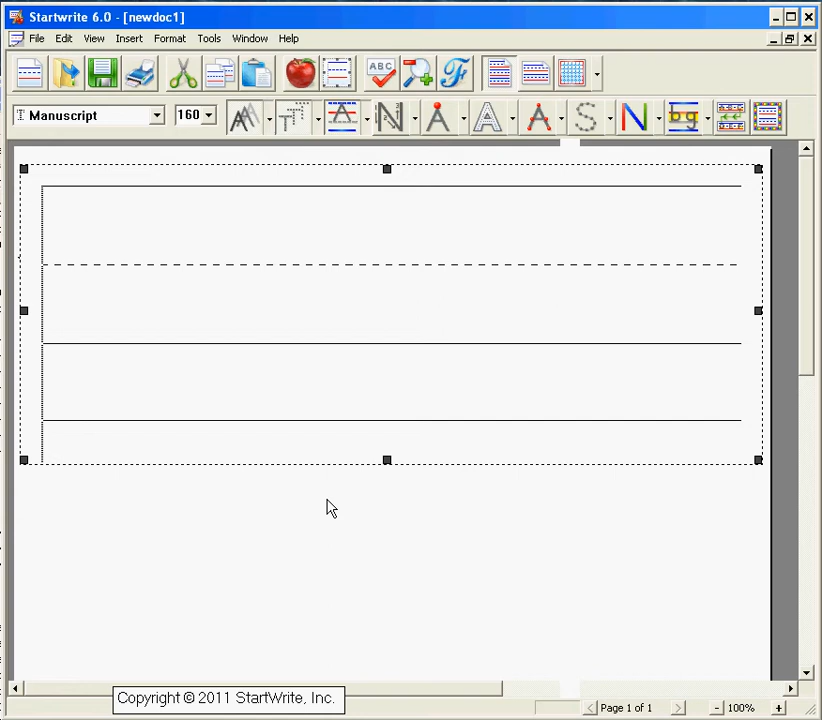 Startwrite 6.0 - [newdoc1]
File Edit View Insert Format Tools Window Help
ABC
Manuscript 160
Copyright © 2011 StartWrite, Inc.
Page 1 of 1
100%